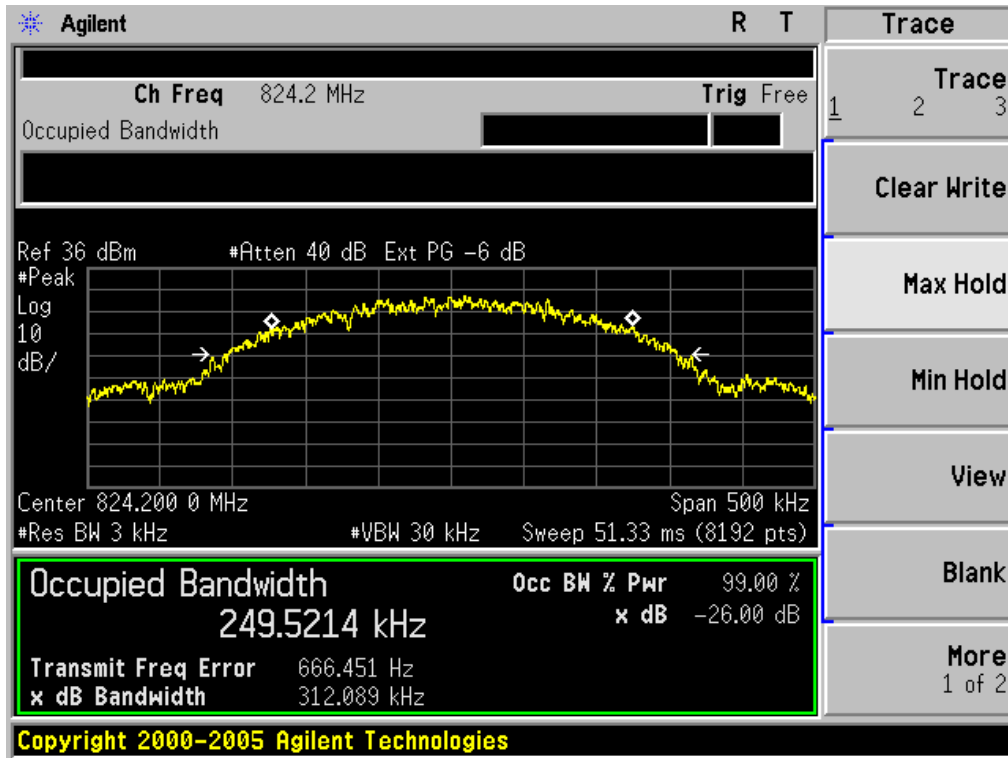 Agilent R T Trace
Ch Freq 824.2 MHz Trig Free
Occupied Bandwidth
Trace
1 2 3
Clear Write
Ref 36 dBm #Atten 40 dB Ext PG -6 dB
#Peak
Log
10
dB/
Max Hold
Min Hold
View
Center 824.200 0 MHz Span 500 kHz
#Res BW 3 kHz #VBW 30 kHz Sweep 51.33 ms (8192 pts)
Blank
Occupied Bandwidth Occ BW % Pwr 99.00 %
249.5214 kHz x dB -26.00 dB
Transmit Freq Error 666.451 Hz
x dB Bandwidth 312.089 kHz
More
1 of 2
Copyright 2000-2005 Agilent Technologies